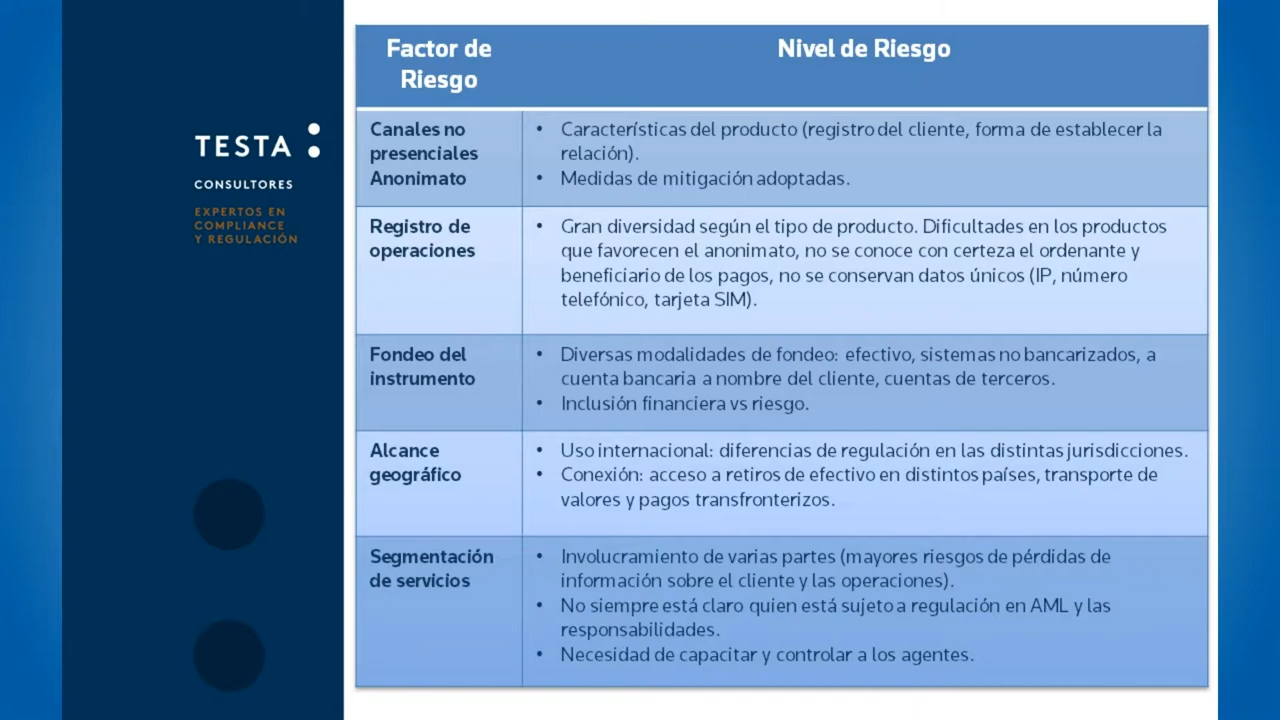 TESTA :
CONSULTORES
EXPERTOS EN
COMPLIANCE
Y REGULACIÓN
Factor de
Riesgo
Nivel de Riesgo
Canales no
presenciales
Anonimato
• Características del producto (registro del cliente, forma de establecer la
relación).
• Medidas de mitigación adoptadas.
Registro de
operaciones
• Gran diversidad según el tipo de producto. Dificultades en los productos
que favorecen el anonimato, no se conoce con certeza el ordenante y
beneficiario de los pagos, no se conservan datos únicos (IP, número
telefónico, tarjeta SIM).
Fondeo del
instrumento
• Diversas modalidades de fondeo: efectivo, sistemas no bancarizados, a
cuenta bancaria a nombre del cliente, cuentas de terceros.
• Inclusión financiera vs riesgo.
Alcance
geográfico
• Uso internacional: diferencias de regulación en las distintas jurisdicciones.
• Conexión: acceso a retiros de efectivo en distintos países, transporte de
valores y pagos transfronterizos.
Segmentación
de servicios
• Involucramiento de varias partes (mayores riesgos de pérdidas de
información sobre el cliente y las operaciones).
• No siempre está claro quien está sujeto a regulación en AML y las
responsabilidades.
• Necesidad de capacitar y controlar a los agentes.